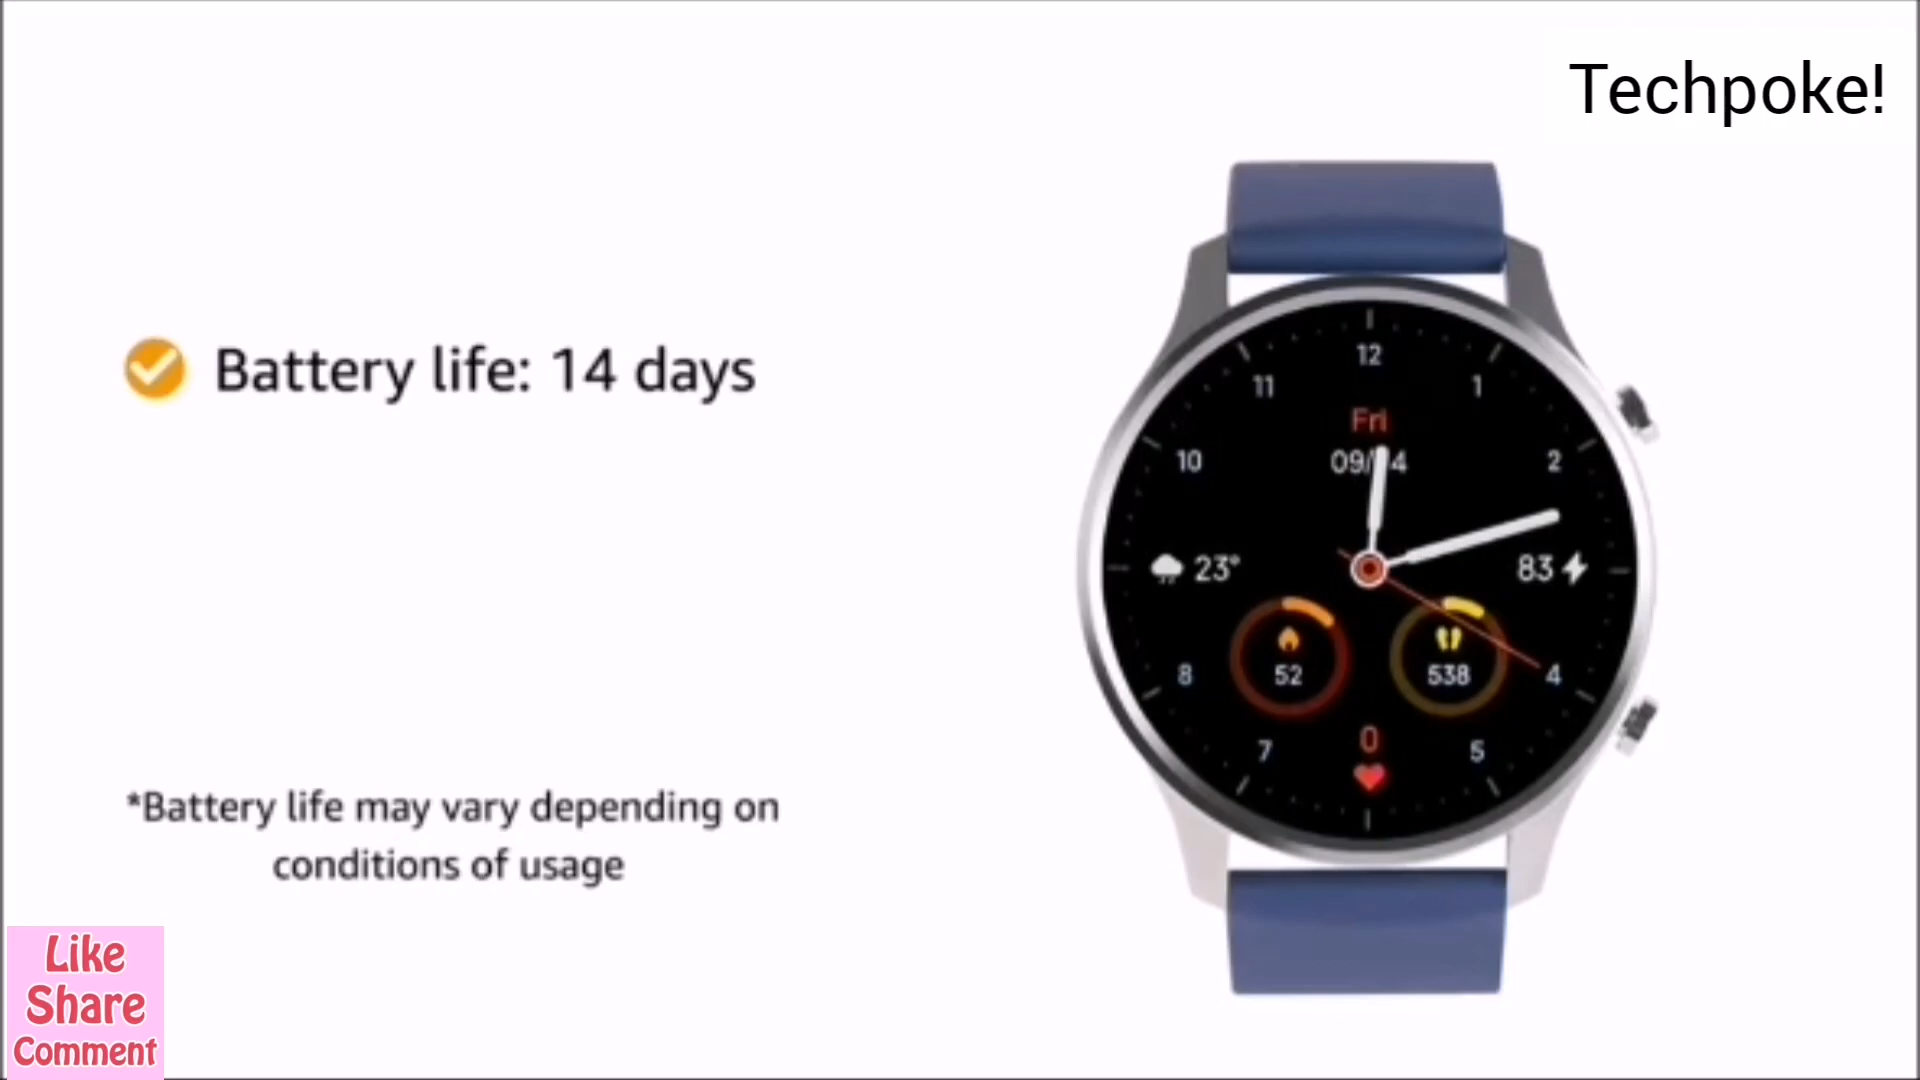 Techpoke!
Battery life: 14 days
*Battery life may vary depending on
conditions of usage
Like
Share
Comment
12
11
1
Fri
10
2
23°
83
52
538
8
4
0
7
5